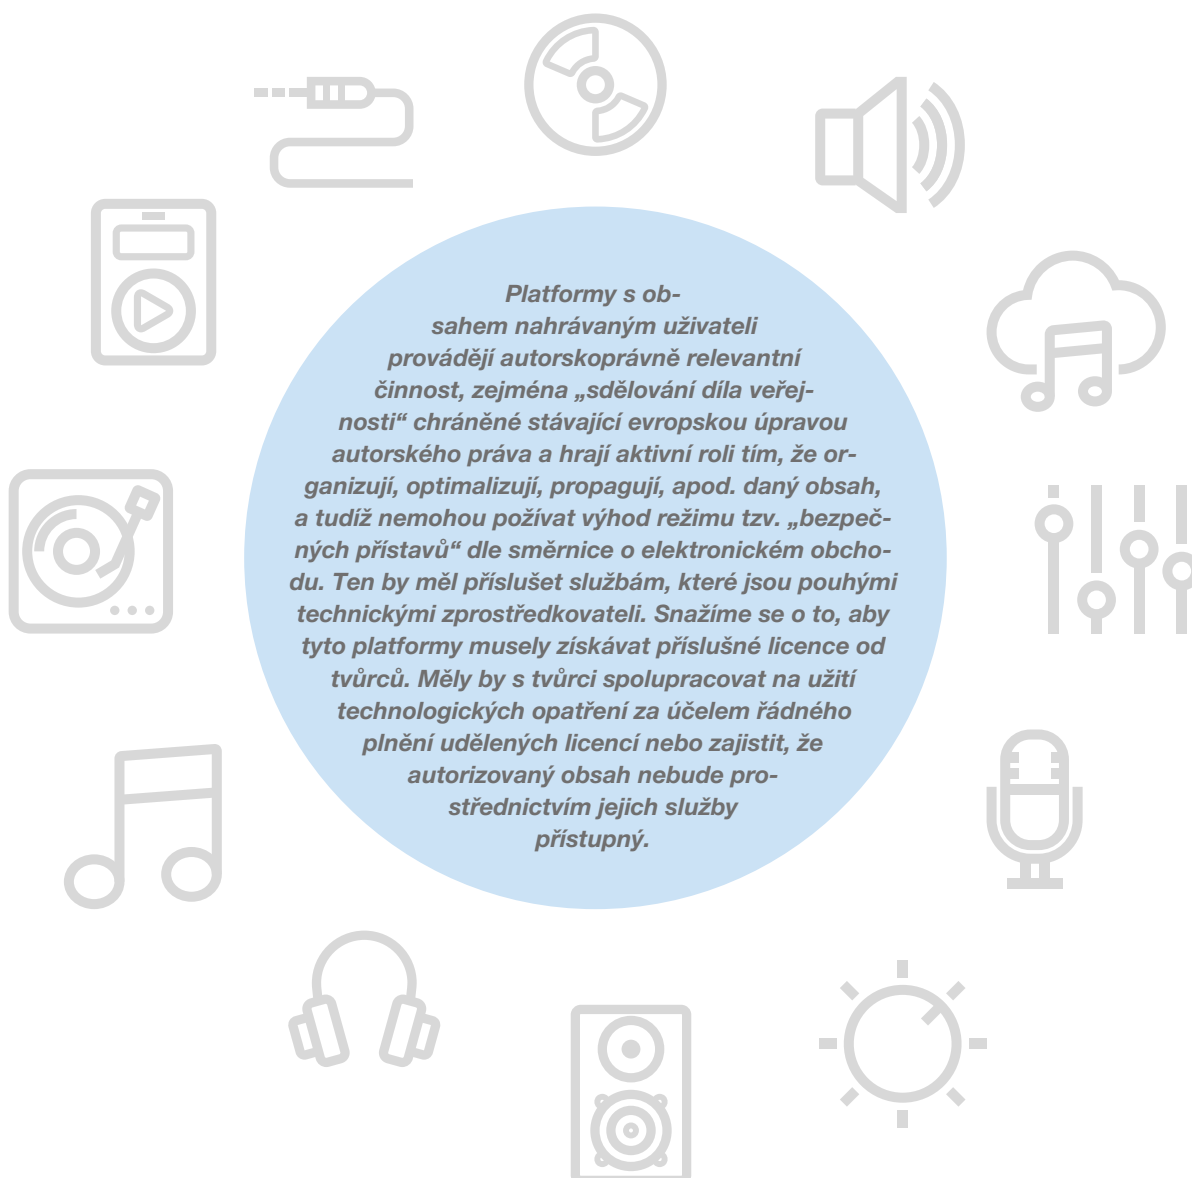 Platformy s ob-
sahem nahrávaným uživateli
provádějí autorskoprávně relevantní
činnost, zejména „sdělování díla veřej-
nosti“ chráněné stávající evropskou úpravou
autorského práva a hrají aktivní roli tím, že or-
ganizují, optimalizují, propagují, apod. daný obsah,
a tudíž nemohou požívat výhod režimu tzv. „bezpeč-
ných přístavů“ dle směrnice o elektronickém obcho-
du. Ten by měl příslušet službám, které jsou pouhými
technickými zprostředkovateli. Snažíme se o to, aby
tyto platformy musely získávat příslušné licence od
tvůrců. Měly by s tvůrci spolupracovat na užití
technologických opatření za účelem řádného
plnění udělených licencí nebo zajistit, že
autorizovaný obsah nebude pro-
střednictvím jejich služby
přístupný.